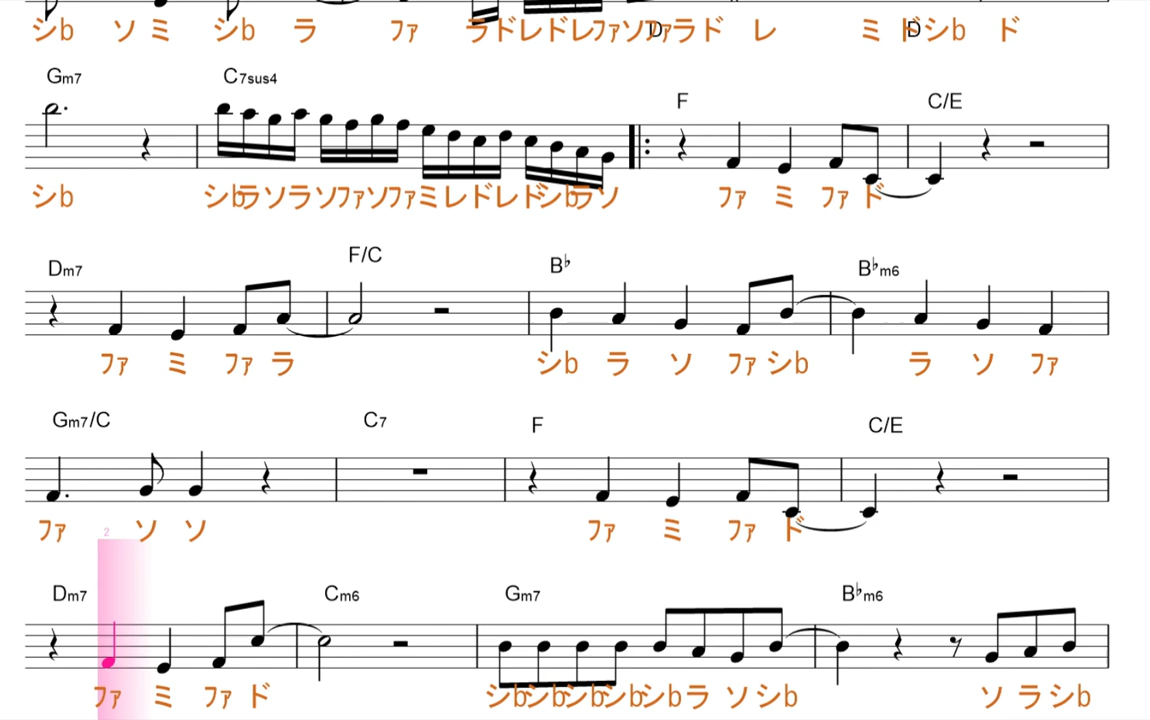 シb ソ ミ シb ラ ファ ラドレドレファソファラド レ ミ ドシb ド
Gm7 C7sus4 F C/E
シb シbラソラソファソファミレドレドシbラソ ファ ミ ファ ド
Dm7 F/C B♭ B♭m6
ファ ミ ファ ラ シb ラ ソ ファ シb ラ ソ ファ
Gm7/C C7 F C/E
ファ ソ ソ ファ ミ ファ ド
2
Dm7 Cm6 Gm7 B♭m6
ファ ミ ファ ド シbシbシbシbシbラ ソ シb ソ ラ シb